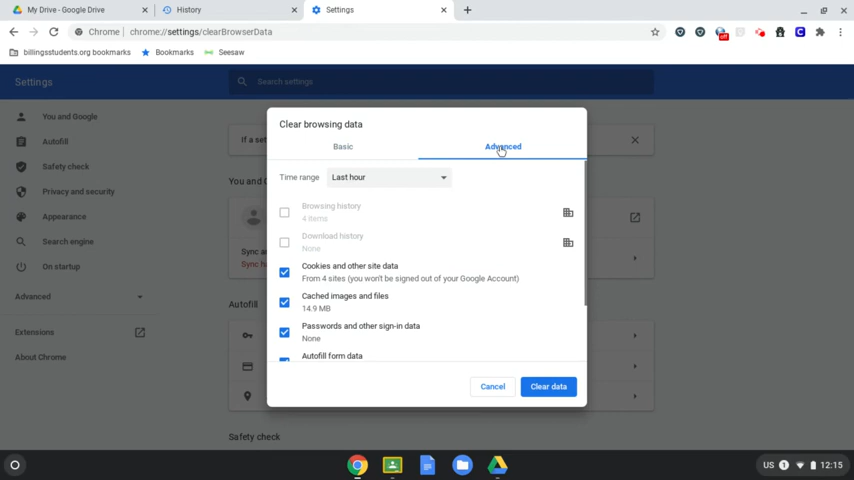 My Drive - Google Drive
History
Settings
Chrome | chrome://settings/clearBrowserData
off
billingsstudents.org bookmarks
Bookmarks
Seesaw
Settings
Search settings
You and Google
Autofill
Safety check
Privacy and security
Appearance
Search engine
On startup
Advanced
Extensions
About Chrome
If a set
You and G
Sync a
Sync h
Autofill
Safety check
Clear browsing data
Basic
Advanced
Time range
Last hour
Browsing history
4 items
Download history
None
Cookies and other site data
From 4 sites (you won't be signed out of your Google Account)
Cached images and files
14.9 MB
Passwords and other sign-in data
None
Autofill form data
Cancel
Clear data
US 1 12:15